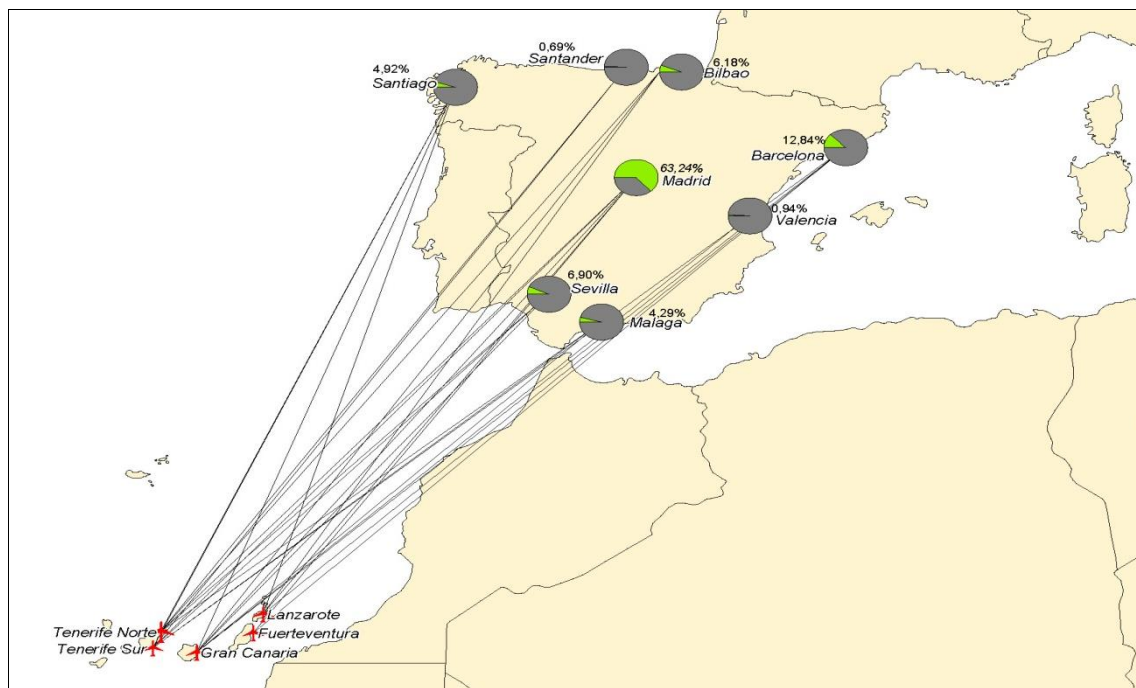 0,69%
Santander
4,92%
Santiago
6,18%
Bilbao
12,84%
Barcelona
63,24%
Madrid
0,94%
Valencia
6,90%
Sevilla
4,29%
Malaga
Lanzarote
Tenerife Norte
Fuerteventura
Tenerife Sur
Gran Canaria